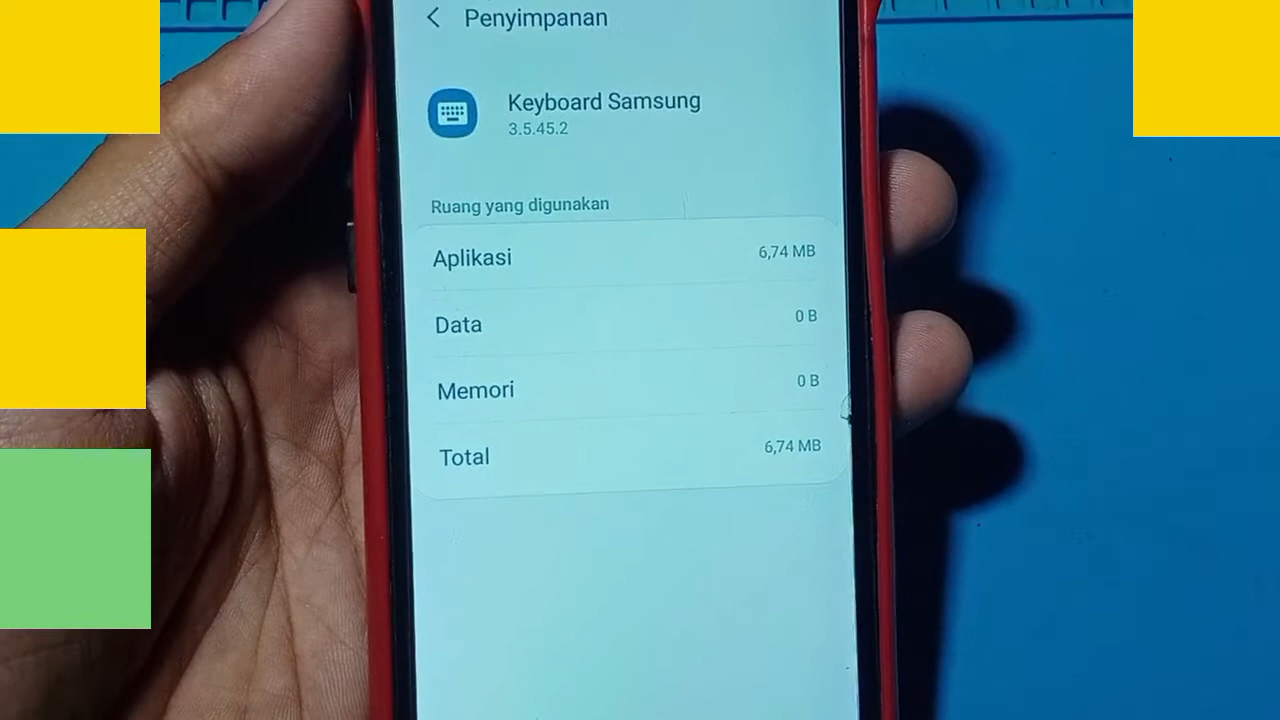 Penyimpanan
Keyboard Samsung
3.5.45.2
Ruang yang digunakan
Aplikasi 6,74 MB
Data 0 B
Memori 0 B
Total 6,74 MB